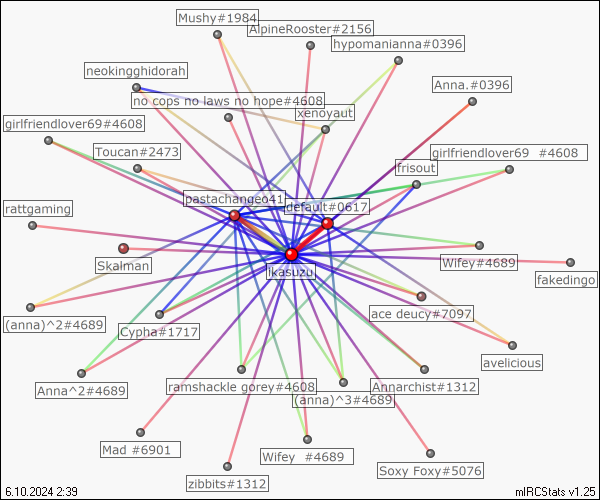 Mushy#1984
AlpineRooster#2156
hypomanianna#0396
neokingghidorah
Anna.#0396
no cops no laws no hope#4608
xenoyaut
girlfriendlover69#4608
Toucan#2473
girlfriendlover69 #4608
frisout
pastachangeo41
default#0617
rattgaming
Wifey#4689
Skalman
Ikasuzu
fakedingo
ace deucy#7097
(anna)^2#4689
Cypha#1717
avelicious
Anna^2#4689
ramshackle gorey#4608
Annarchist#1312
(anna)^3#4689
Mad #6901
Wifey #4689
Soxy Foxy#5076
zibbits#1312
6.10.2024 2:39
mIRCStats v1.25